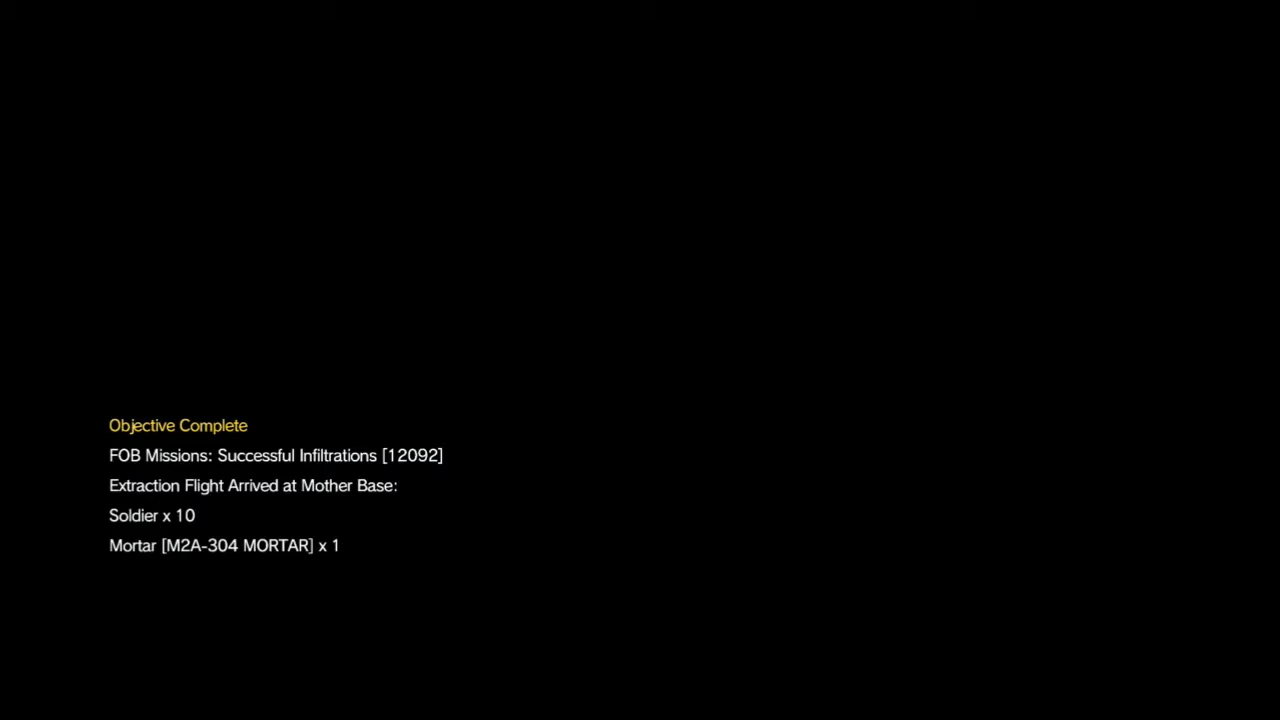 Objective Complete
FOB Missions: Successful Infiltrations [12092]
Extraction Flight Arrived at Mother Base:
Soldier x 10
Mortar [M2A-304 MORTAR] x 1